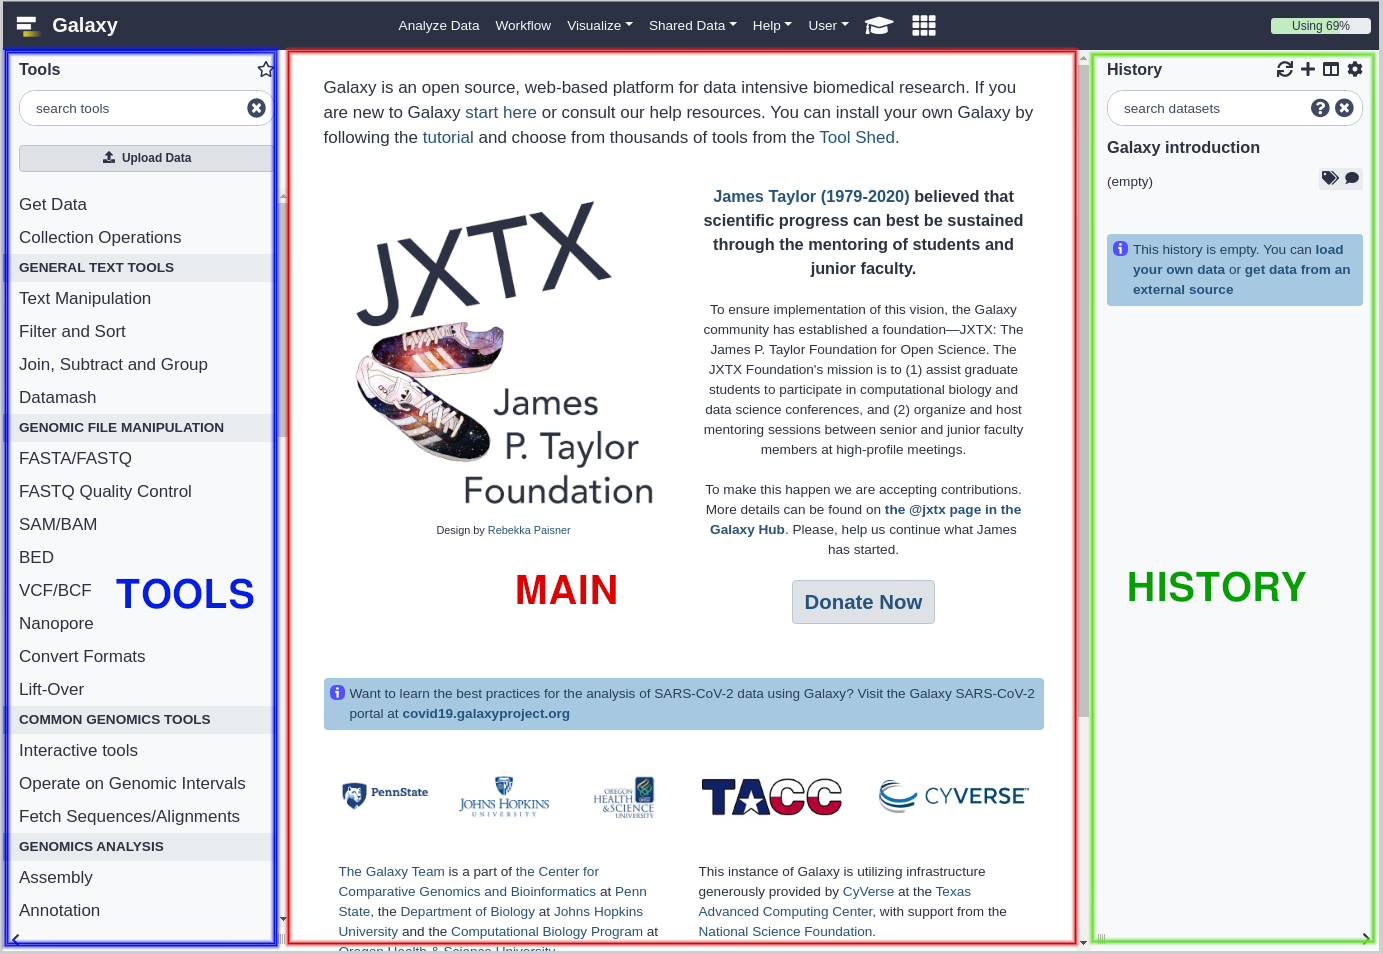 Galaxy
Analyze Data Workflow Visualize Shared Data Help User
Using 69%
Tools
search tools
Upload Data
Get Data
Collection Operations
GENERAL TEXT TOOLS
Text Manipulation
Filter and Sort
Join, Subtract and Group
Datamash
GENOMIC FILE MANIPULATION
FASTA/FASTQ
FASTQ Quality Control
SAM/BAM
BED
VCF/BCF
TOOLS
Nanopore
Convert Formats
Lift-Over
COMMON GENOMICS TOOLS
Interactive tools
Operate on Genomic Intervals
Fetch Sequences/Alignments
GENOMICS ANALYSIS
Assembly
Annotation
Galaxy is an open source, web-based platform for data intensive biomedical research. If you
are new to Galaxy start here or consult our help resources. You can install your own Galaxy by
following the tutorial and choose from thousands of tools from the Tool Shed.
JXTX
James
P. Taylor
Foundation
Design by Rebekka Paisner
James Taylor (1979-2020) believed that
scientific progress can best be sustained
through the mentoring of students and
junior faculty.
To ensure implementation of this vision, the Galaxy
community has established a foundation—JXTX: The
James P. Taylor Foundation for Open Science. The
JXTX Foundation's mission is to (1) assist graduate
students to participate in computational biology and
data science conferences, and (2) organize and host
mentoring sessions between senior and junior faculty
members at high-profile meetings.
To make this happen we are accepting contributions.
More details can be found on the @jxtx page in the
Galaxy Hub. Please, help us continue what James
has started.
MAIN
Donate Now
Want to learn the best practices for the analysis of SARS-CoV-2 data using Galaxy? Visit the Galaxy SARS-CoV-2
portal at covid19.galaxyproject.org
PennState
JOHNS HOPKINS
UNIVERSITY
OREGON
HEALTH
&SCIENCE
UNIVERSITY
TACC
CYVERSE™
The Galaxy Team is a part of the Center for
Comparative Genomics and Bioinformatics at Penn
State, the Department of Biology at Johns Hopkins
University and the Computational Biology Program at
Oregon Health & Science University.
This instance of Galaxy is utilizing infrastructure
generously provided by CyVerse at the Texas
Advanced Computing Center, with support from the
National Science Foundation.
History
search datasets
Galaxy introduction
(empty)
This history is empty. You can load
your own data or get data from an
external source
HISTORY